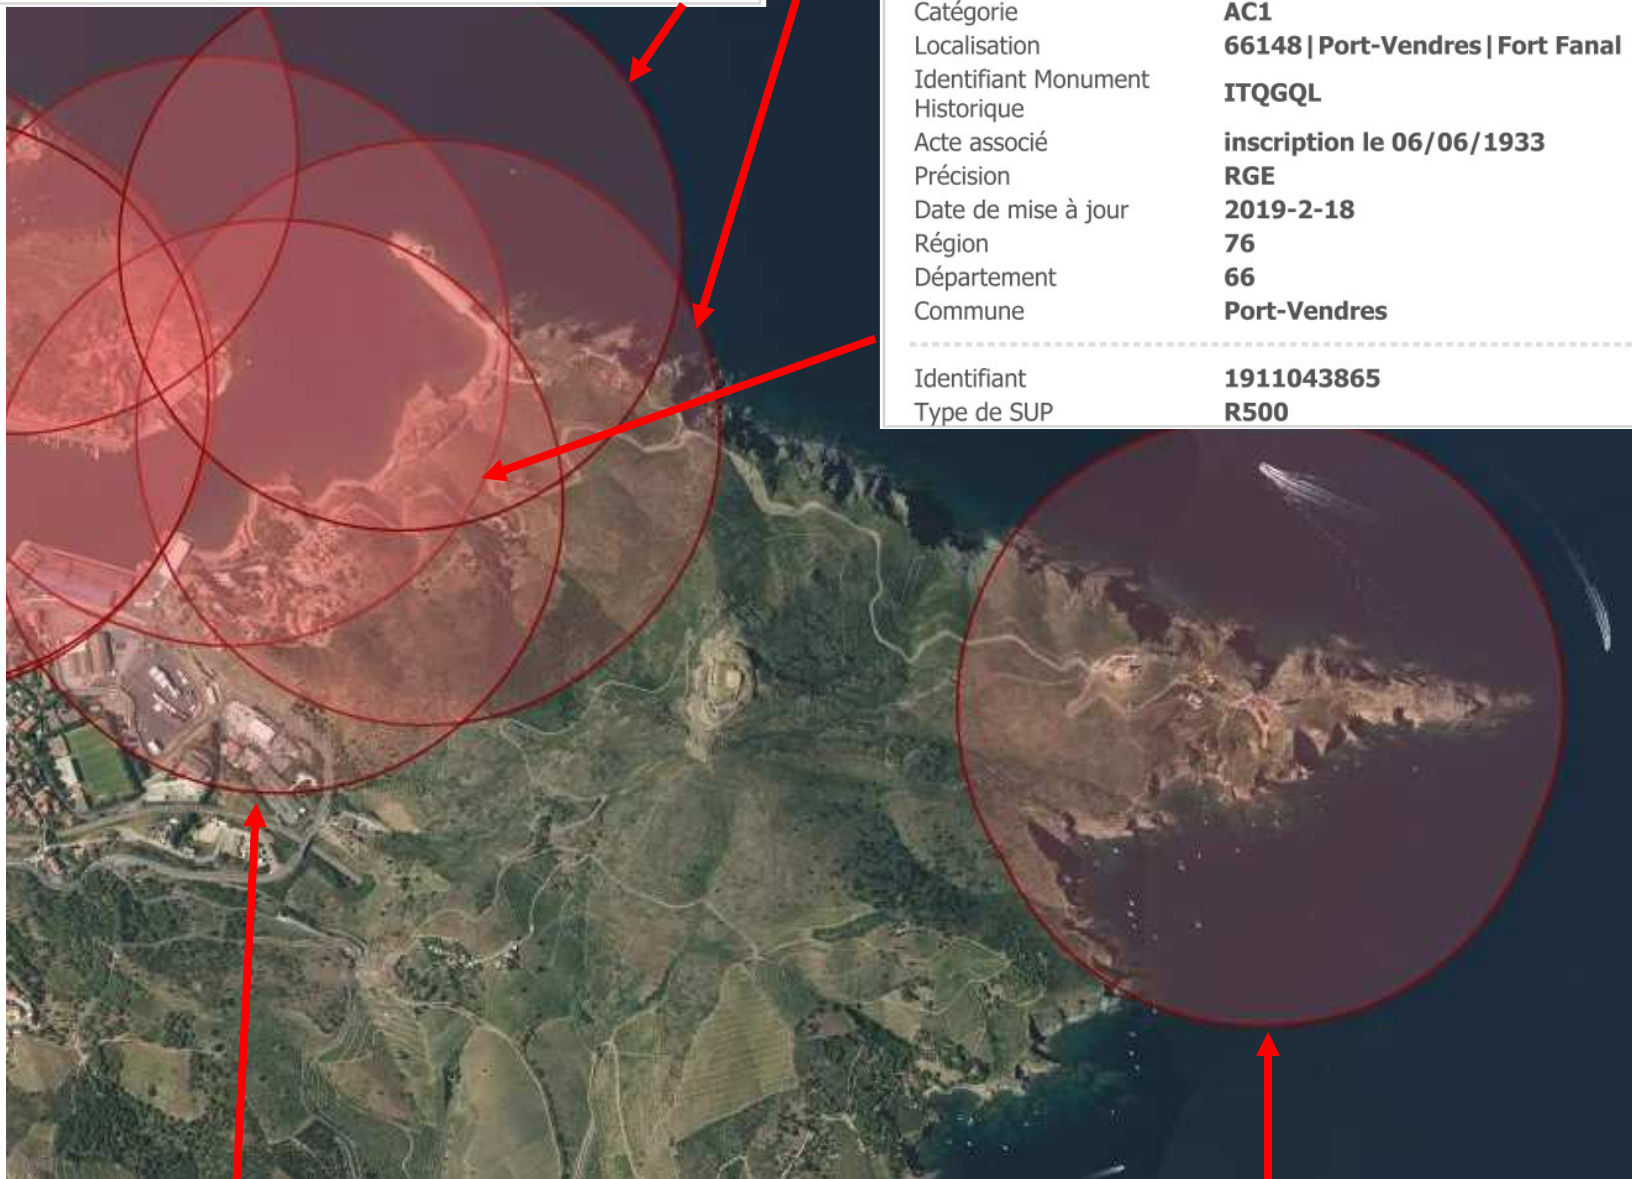 Catégorie AC1
Localisation 66148|Port-Vendres|Fort Fanal
Identifiant Monument
Historique ITQGQL
Acte associé inscription le 06/06/1933
Précision RGE
Date de mise à jour 2019-2-18
Région 76
Département 66
Commune Port-Vendres
Identifiant 1911043865
Type de SUP R500